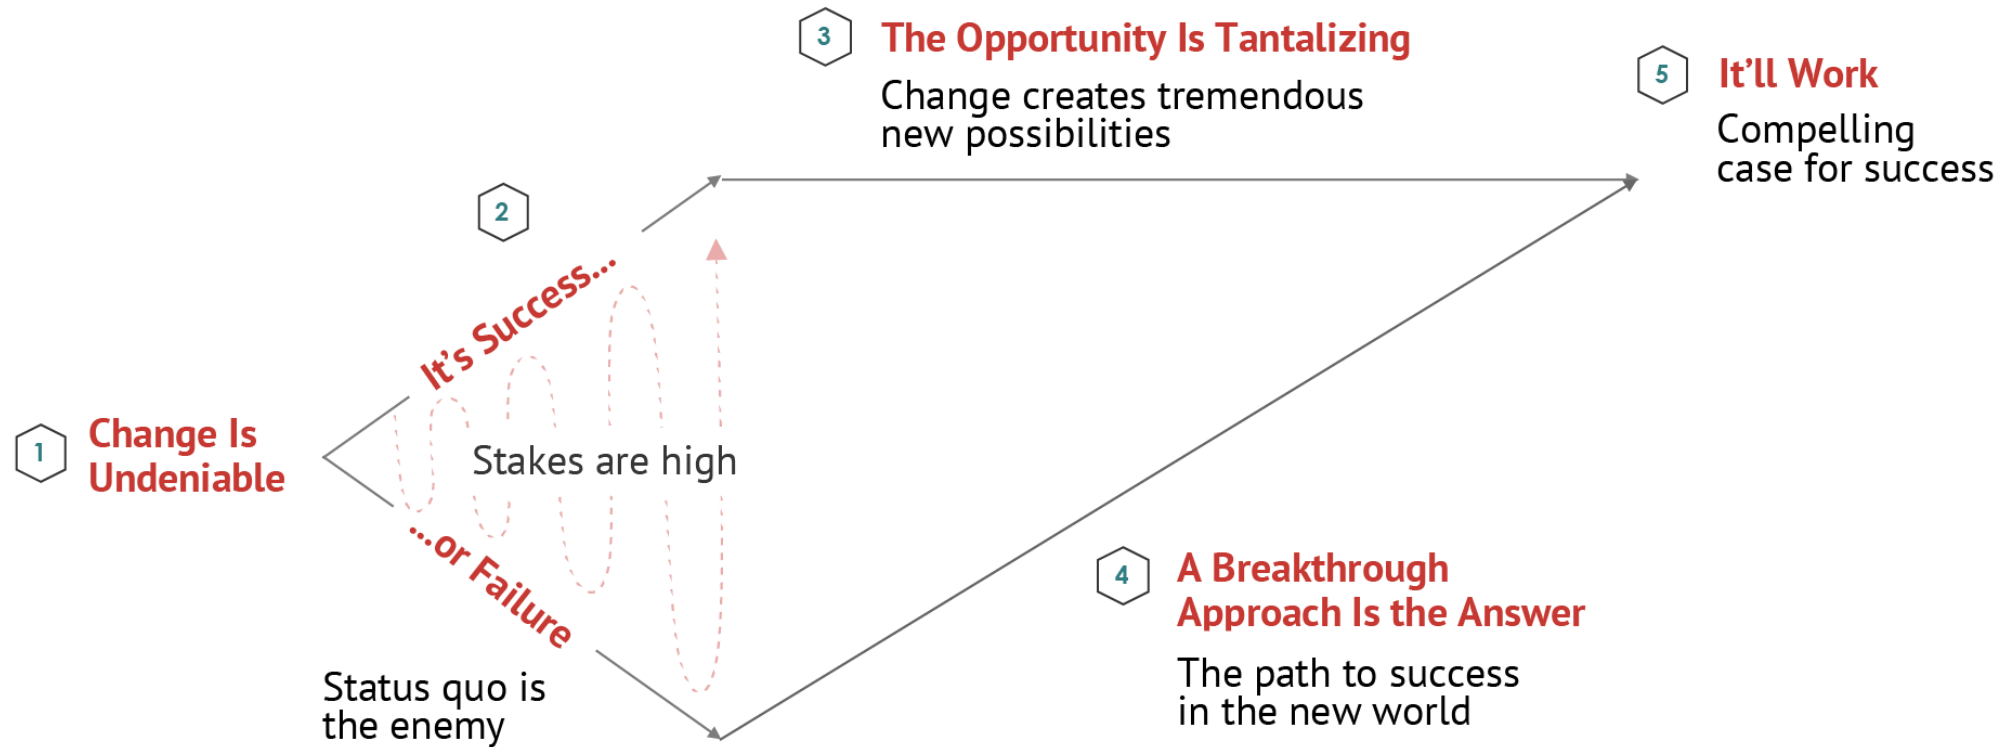 1
Change Is
Undeniable
2
It’s Success...
Stakes are high
...or Failure
Status quo is
the enemy
3
The Opportunity Is Tantalizing
Change creates tremendous
new possibilities
4
A Breakthrough
Approach Is the Answer
The path to success
in the new world
5
It’ll Work
Compelling
case for success